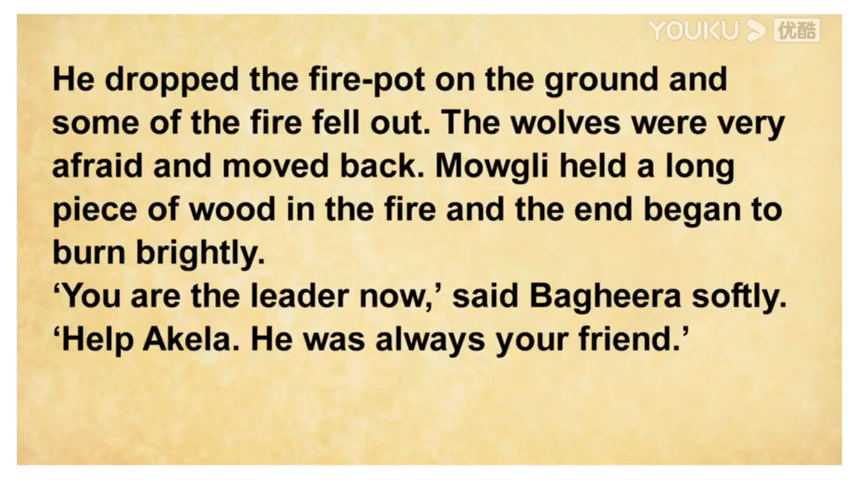 YOUKU 优酷
He dropped the fire-pot on the ground and
some of the fire fell out. The wolves were very
afraid and moved back. Mowgli held a long
piece of wood in the fire and the end began to
burn brightly.
‘You are the leader now,’ said Bagheera softly.
‘Help Akela. He was always your friend.’